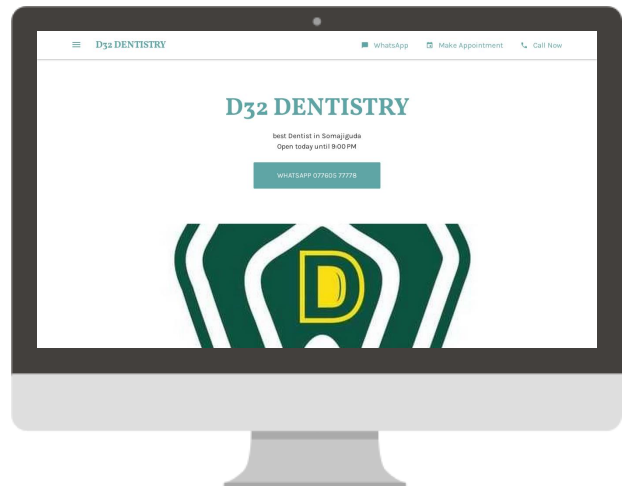 D32 DENTISTRY
WhatsApp
Make Appointment
Call Now
D32 DENTISTRY
best Dentist in Somajiguda
Open today until 9:00 PM
WHATSAPP 077605 77778
D